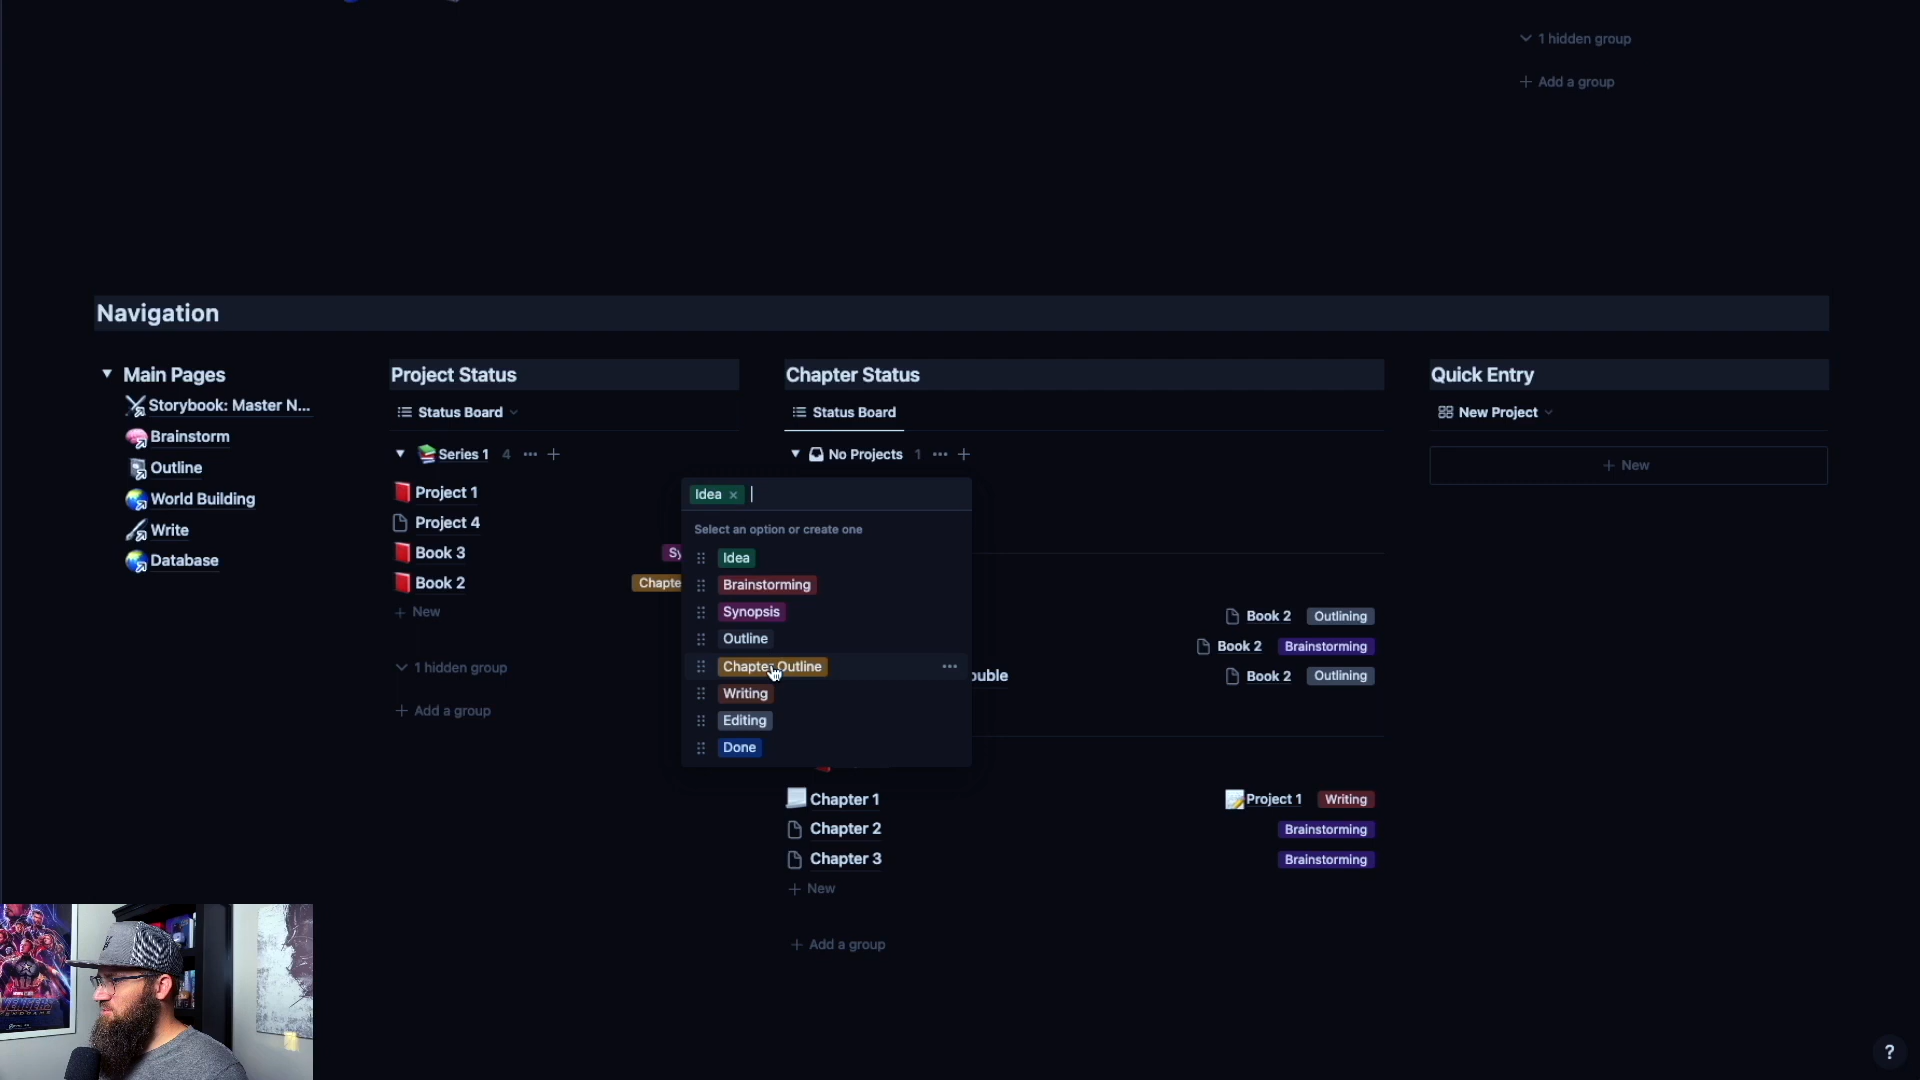 1 hidden group
Add a group
Navigation
Main Pages
Storybook: Master N...
Brainstorm
Outline
World Building
Write
Database
Project Status
Status Board
Series 1 4
Project 1
Project 4
Book 3 Sy
Book 2 Chapte
New
1 hidden group
Add a group
Idea
Select an option or create one
Idea
Brainstorming
Synopsis
Outline
Chapter Outline
Writing
Editing
Done
Chapter Status
Status Board
No Projects 1
Book 2 Outlining
Book 2 Brainstorming
ouble Book 2 Outlining
Chapter 1 Project 1 Writing
Chapter 2 Brainstorming
Chapter 3 Brainstorming
New
Add a group
Quick Entry
New Project
New
?